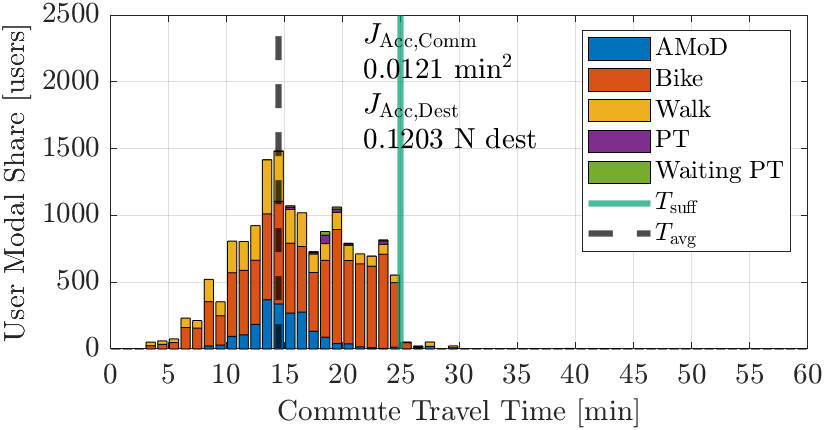 User Modal Share [users]
2500
2000
1500
1000
500
0
0 5 10 15 20 25 30 35 40 45 50 55 60
Commute Travel Time [min]
J_Acc,Comm
0.0121 min²
J_Acc,Dest
0.1203 N dest
AMoD
Bike
Walk
PT
Waiting PT
T_suff
T_avg